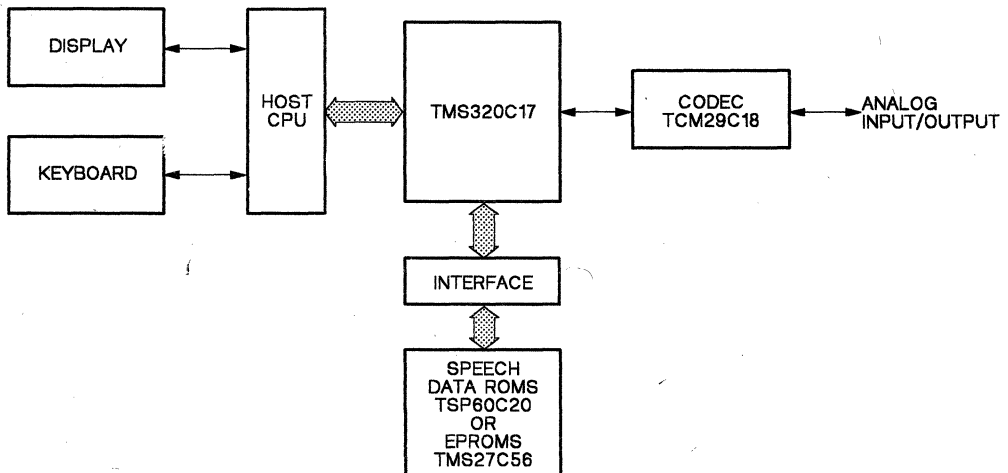 DISPLAY
KEYBOARD
HOST
CPU
TMS320C17
CODEC
TCM29C18
ANALOG
INPUT/OUTPUT
INTERFACE
SPEECH
DATA ROMS
TSP60C20
OR
EPROMS
TMS27C56